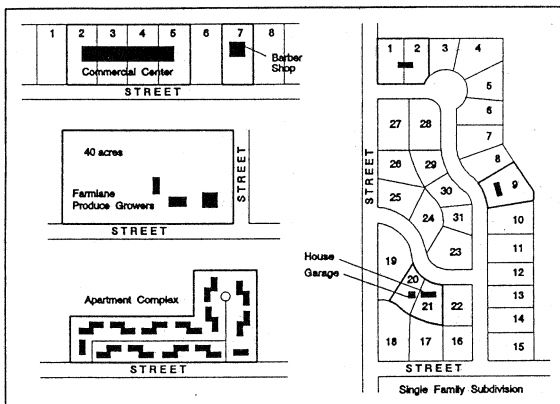 1 2 3 4 5 6 7 8
Commercial Center
Barber
Shop
STREET
40 acres
Farmlane
Produce Growers
STREET
STREET
Apartment Complex
STREET
1 2 3 4
5
6
7
8
9
10
11
12
13
14
15
27 28
26 29
25 30
24 31
23
19
20
21 22
18 17 16
STREET
House
Garage
STREET
Single Family Subdivision